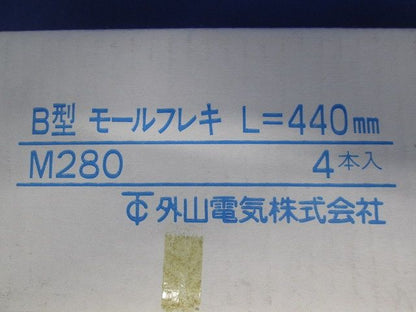 B型 モールフレキ L=440mm
M280 4本入
外山電気株式会社